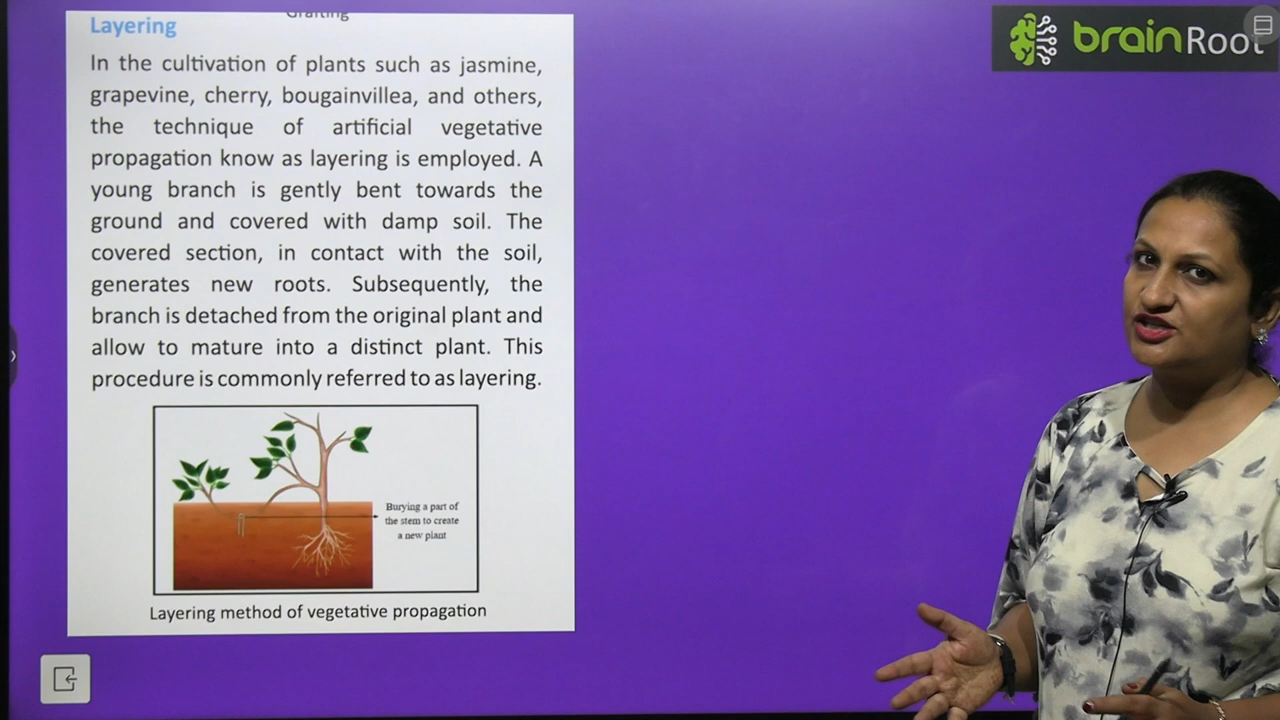 Grafting
Layering
In the cultivation of plants such as jasmine,
grapevine, cherry, bougainvillea, and others,
the technique of artificial vegetative
propagation know as layering is employed. A
young branch is gently bent towards the
ground and covered with damp soil. The
covered section, in contact with the soil,
generates new roots. Subsequently, the
branch is detached from the original plant and
allow to mature into a distinct plant. This
procedure is commonly referred to as layering.
Burying a part of
the stem to create
a new plant
Layering method of vegetative propagation
brainRoot